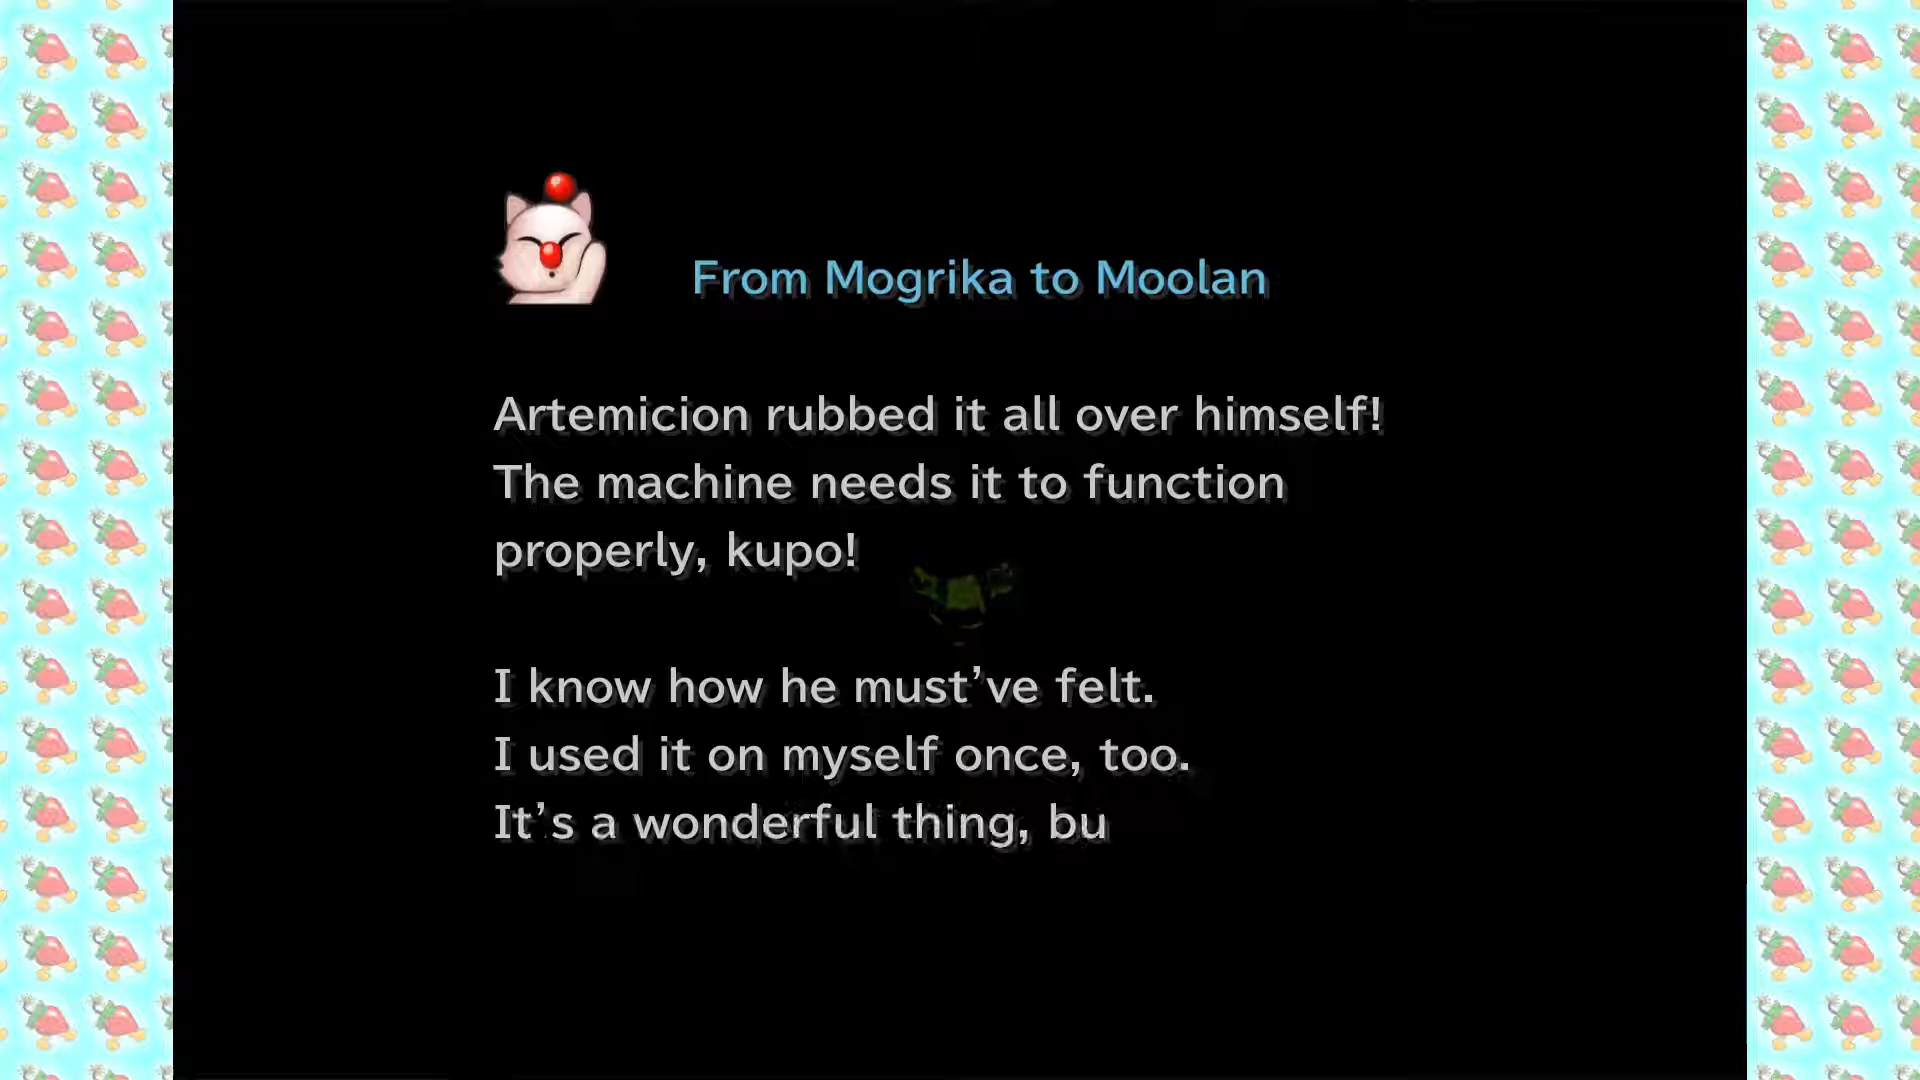 From Mogrika to Moolan
Artemicion rubbed it all over himself!
The machine needs it to function
properly, kupo!
I know how he must’ve felt.
I used it on myself once, too.
It’s a wonderful thing, bu